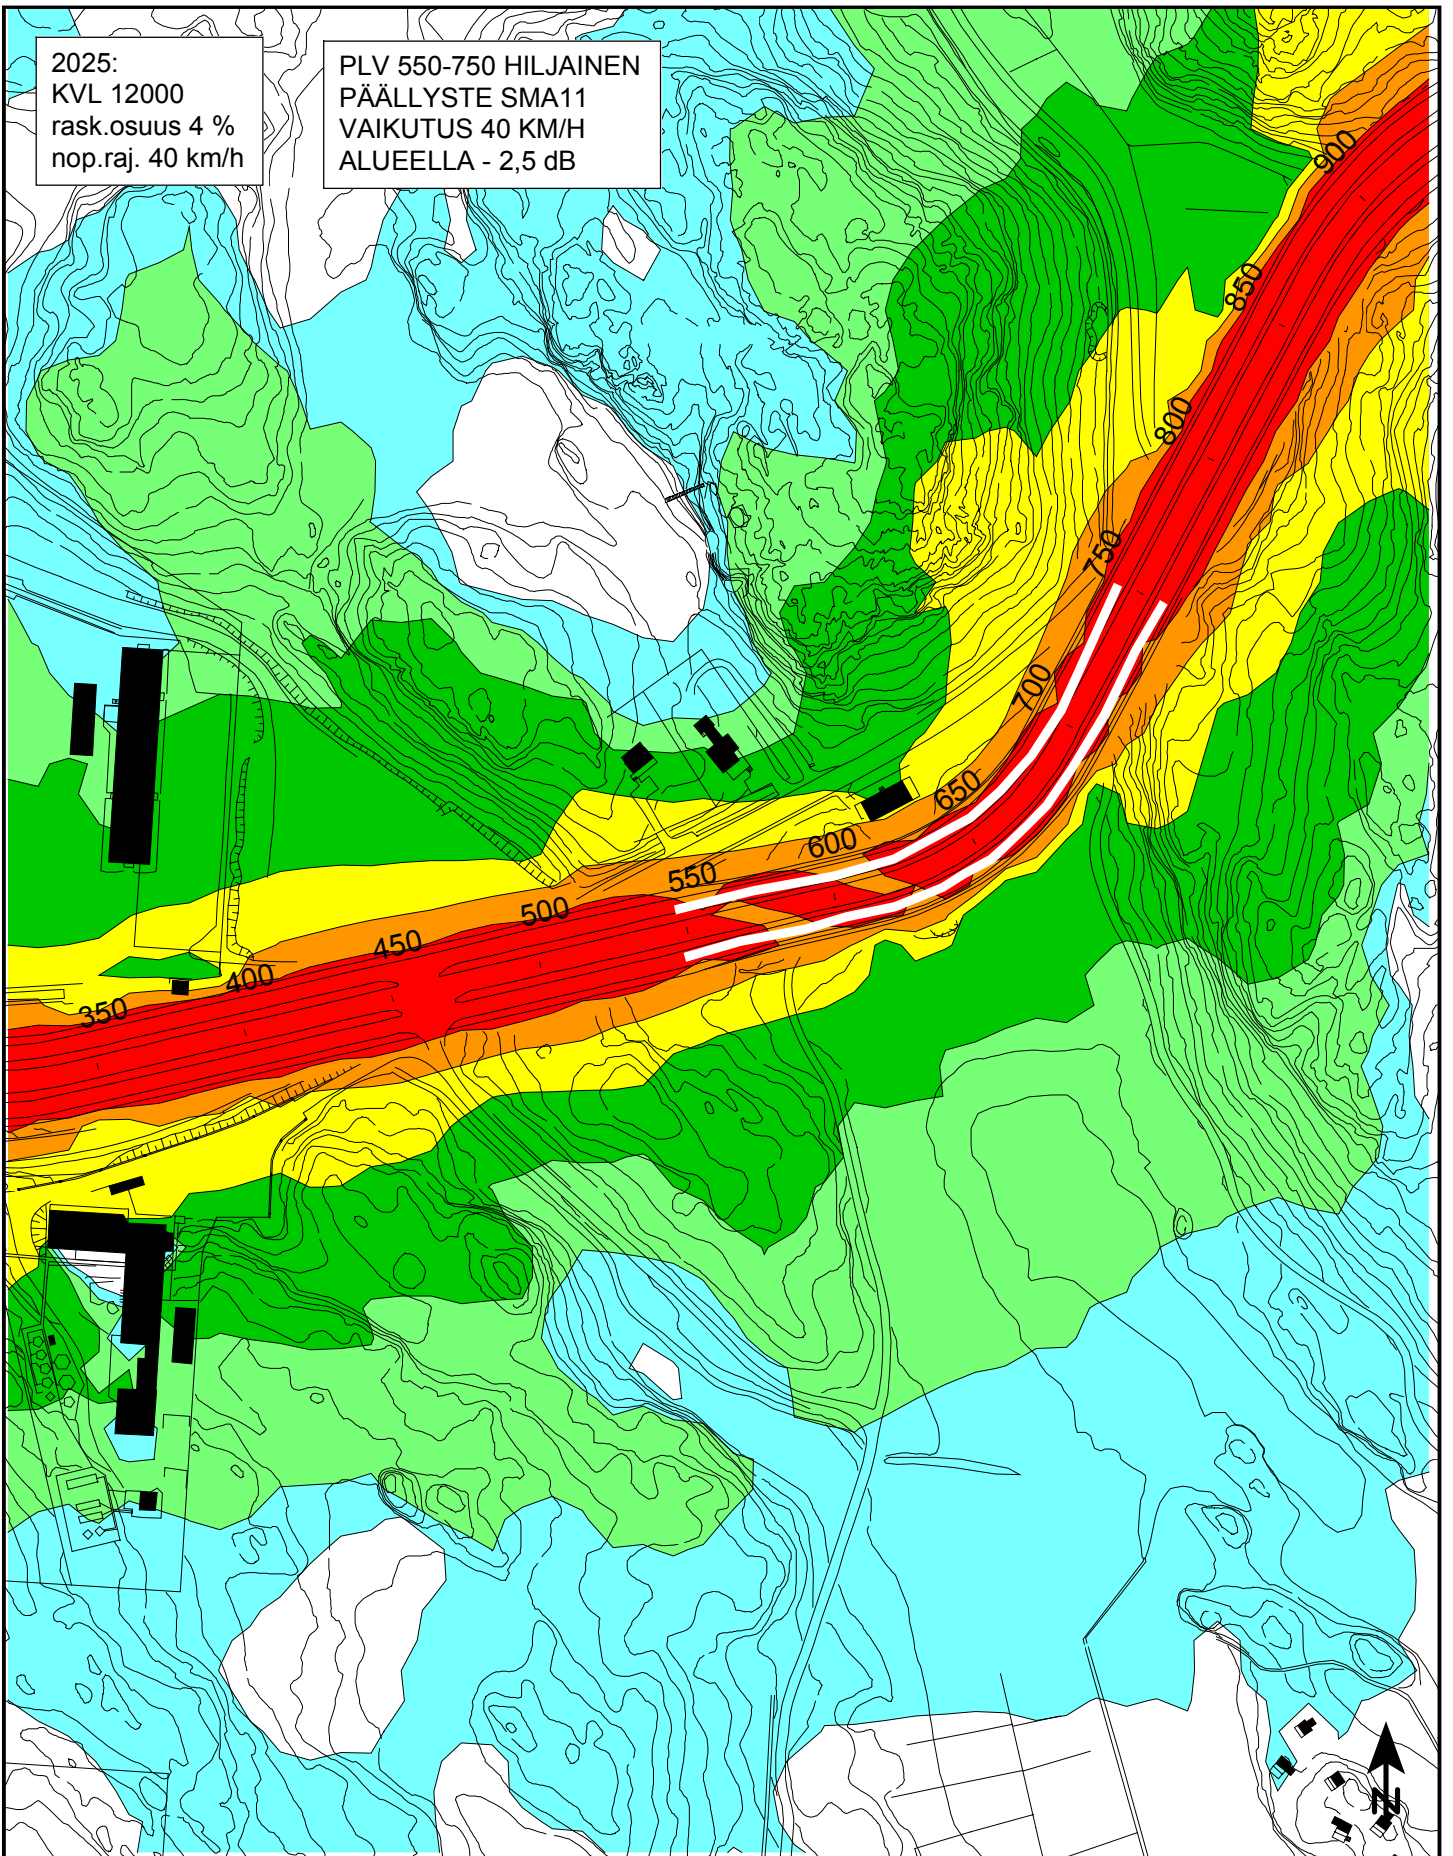 2025:
KVL 12000
rask.osuus 4 %
nop.raj. 40 km/h
PLV 550-750 HILJAINEN
PÄÄLLYSTE SMA11
VAIKUTUS 40 KM/H
ALUEELLA - 2,5 dB
900
850
800
750
700
650
600
550
500
450
400
350
N